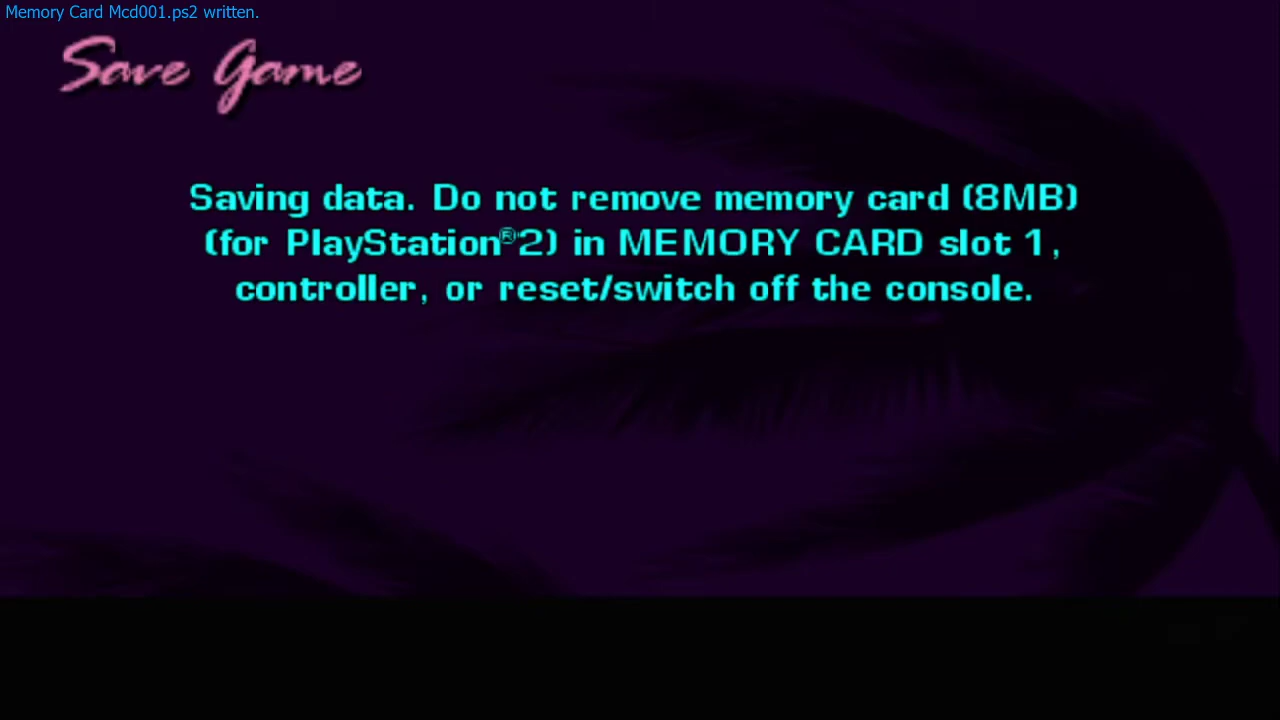 Memory Card Mcd001.ps2 written.
Save Game
Saving data. Do not remove memory card (8MB)
(for PlayStation®2) in MEMORY CARD slot 1,
controller, or reset/switch off the console.